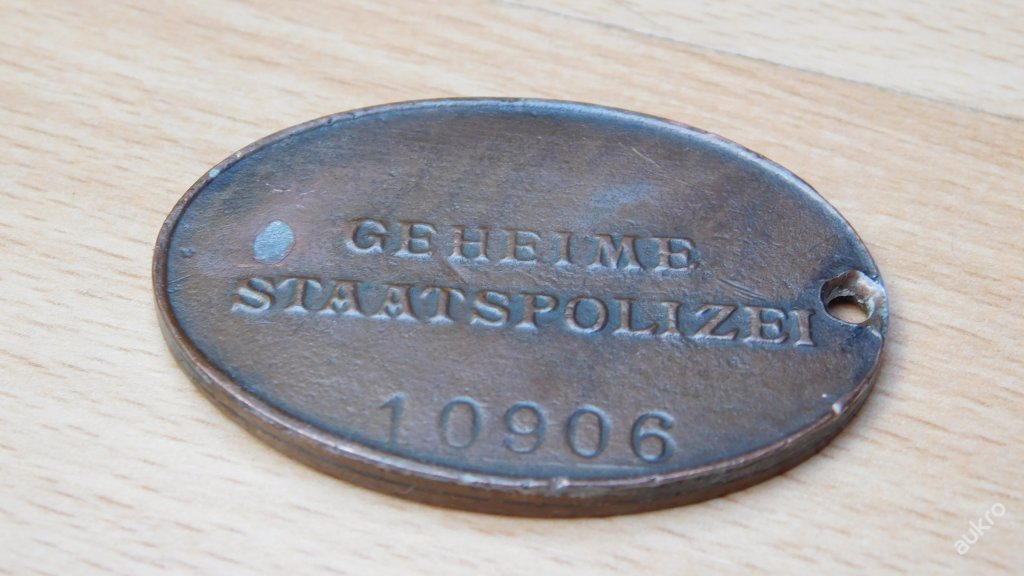 GEHEIME
STAATSPOLIZEI
10906
aukro